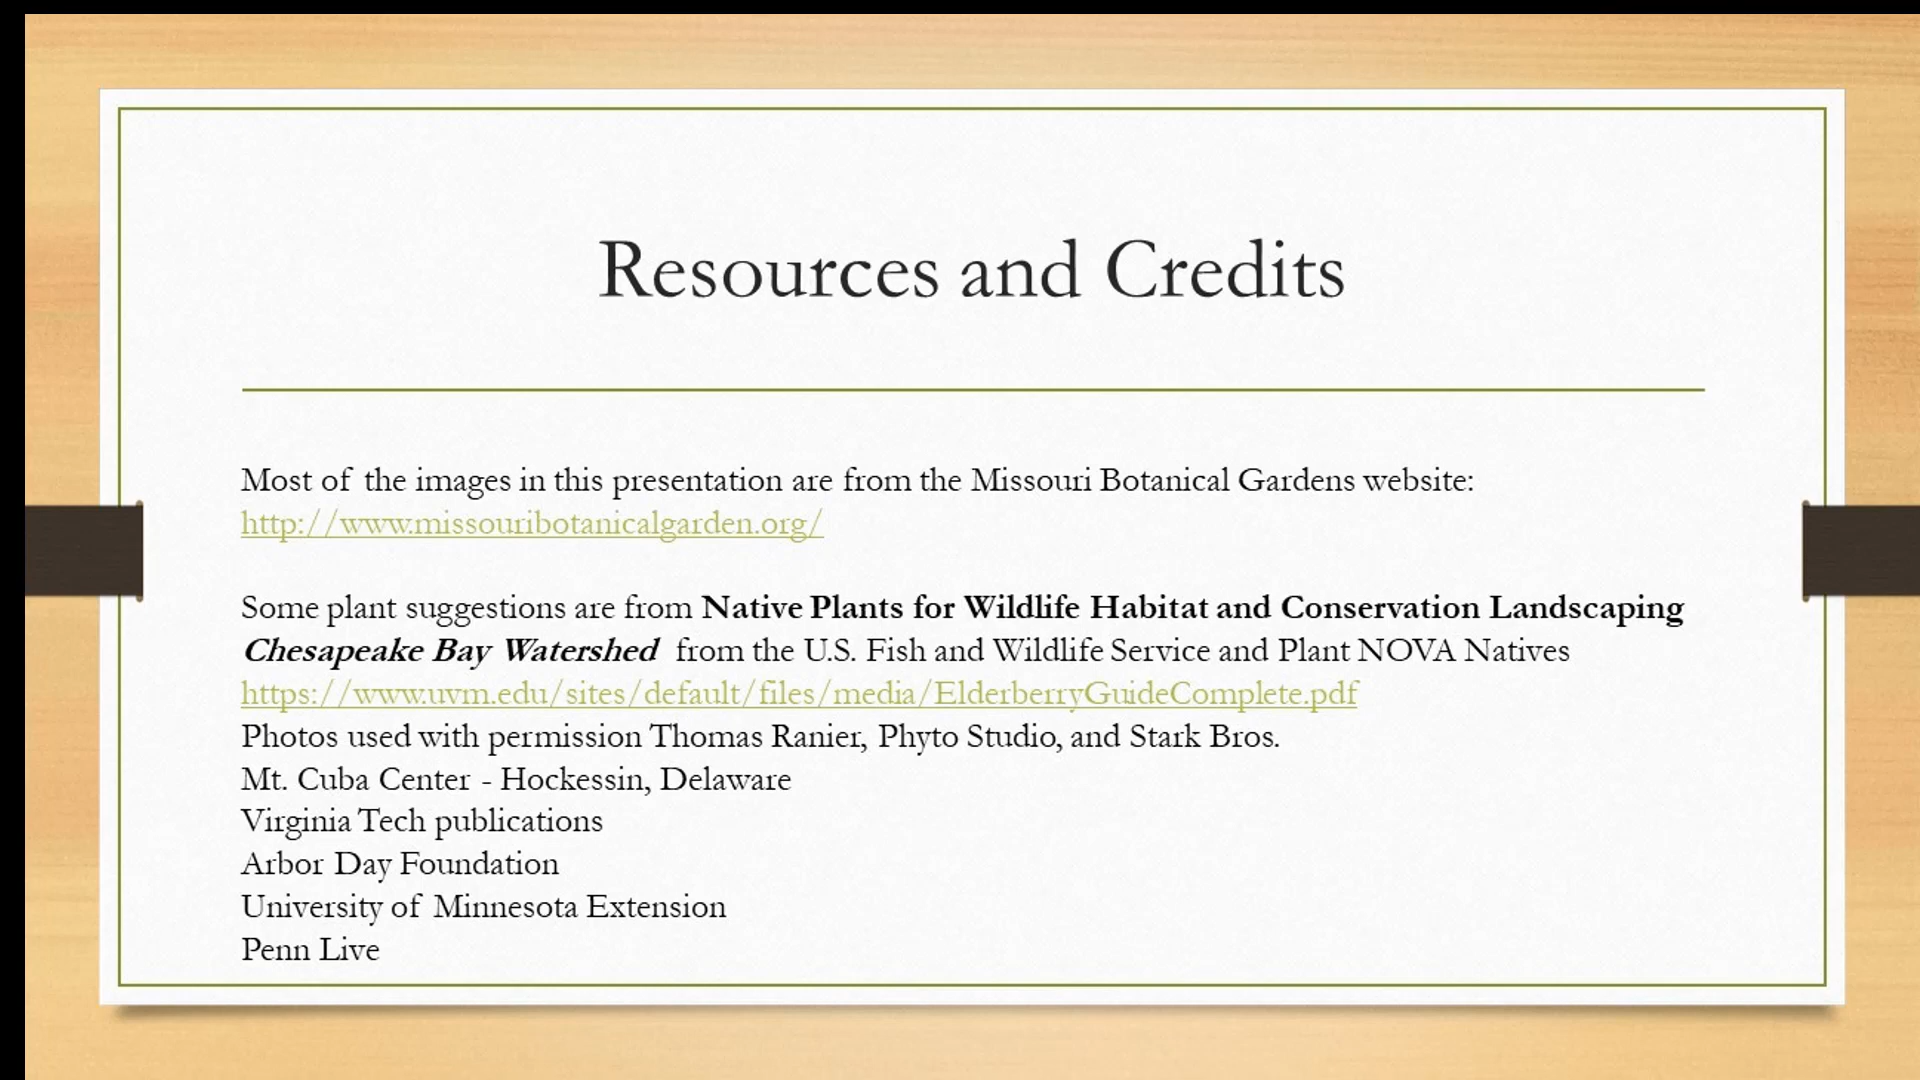 Resources and Credits
Most of the images in this presentation are from the Missouri Botanical Gardens website:
http://www.missouribotanicalgarden.org/
Some plant suggestions are from Native Plants for Wildlife Habitat and Conservation Landscaping
Chesapeake Bay Watershed from the U.S. Fish and Wildlife Service and Plant NOVA Natives
https://www.uvm.edu/sites/default/files/media/ElderberryGuideComplete.pdf
Photos used with permission Thomas Ranier, Phyto Studio, and Stark Bros.
Mt. Cuba Center - Hockessin, Delaware
Virginia Tech publications
Arbor Day Foundation
University of Minnesota Extension
Penn Live